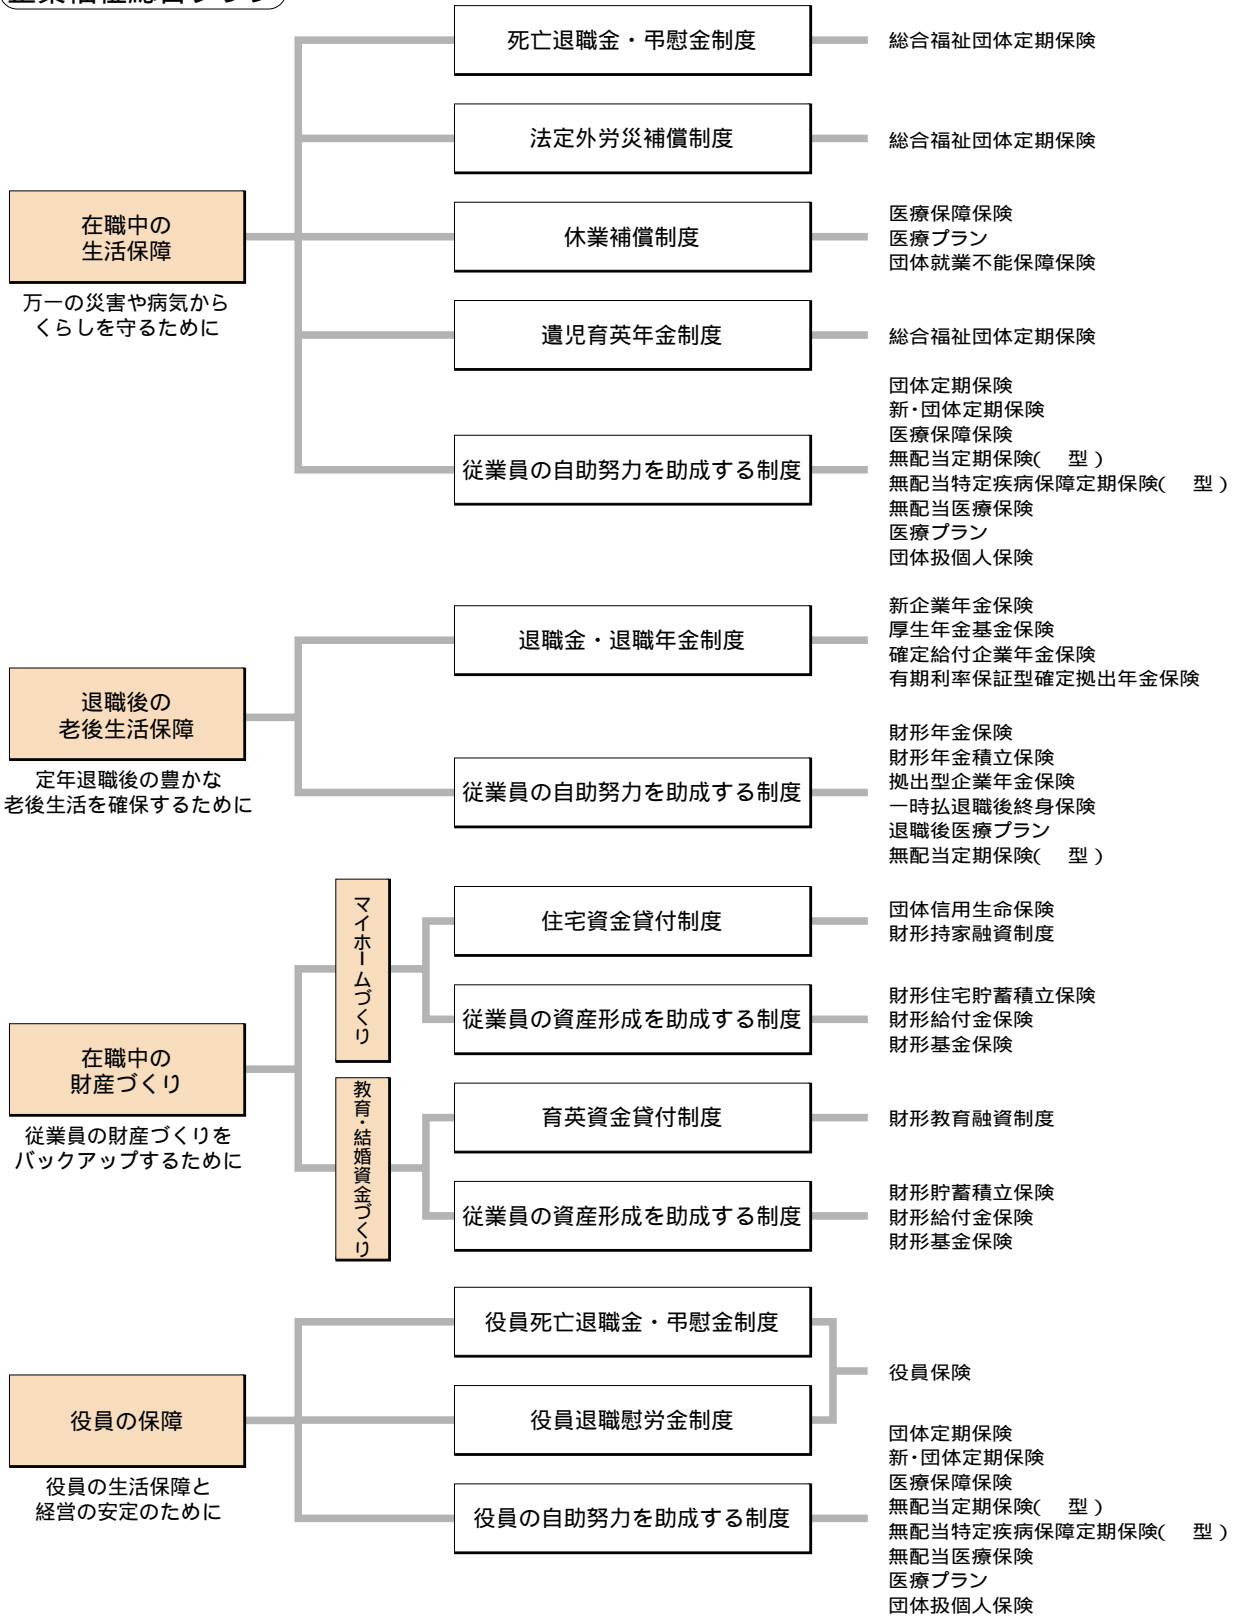 死亡退職金・弔慰金制度
総合福祉団体定期保険
法定外労災補償制度
総合福祉団体定期保険
在職中の
生活保障
万一の災害や病気から
くらしを守るために
休業補償制度
医療保障保険
医療プラン
団体就業不能保障保険
遺児育英年金制度
総合福祉団体定期保険
従業員の自助努力を助成する制度
団体定期保険
新・団体定期保険
医療保障保険
無配当定期保険(　型)
無配当特定疾病保障定期保険(　型)
無配当医療保険
医療プラン
団体扱個人保険
退職後の
老後生活保障
定年退職後の豊かな
老後生活を確保するために
退職金・退職年金制度
新企業年金保険
厚生年金基金保険
確定給付企業年金保険
有期利率保証型確定拠出年金保険
従業員の自助努力を助成する制度
財形年金保険
財形年金積立保険
拠出型企業年金保険
一時払退職後終身保険
退職後医療プラン
無配当定期保険(　型)
在職中の
財産づくり
従業員の財産づくりを
バックアップするために
マイホームづくり
住宅資金貸付制度
団体信用生命保険
財形持家融資制度
従業員の資産形成を助成する制度
財形住宅貯蓄積立保険
財形給付金保険
財形基金保険
教育・結婚資金づくり
育英資金貸付制度
財形教育融資制度
従業員の資産形成を助成する制度
財形貯蓄積立保険
財形給付金保険
財形基金保険
役員の保障
役員の生活保障と
経営の安定のために
役員死亡退職金・弔慰金制度
役員退職慰労金制度
役員保険
役員の自助努力を助成する制度
団体定期保険
新・団体定期保険
医療保障保険
無配当定期保険(　型)
無配当特定疾病保障定期保険(　型)
無配当医療保険
医療プラン
団体扱個人保険